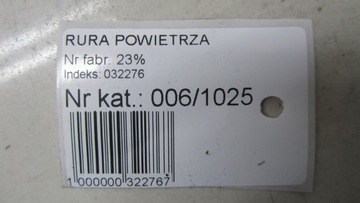 RURA POWIETRZA
Nr fabr. 23%
Indeks: 032276
Nr kat.: 006/1025
1 000000 322767